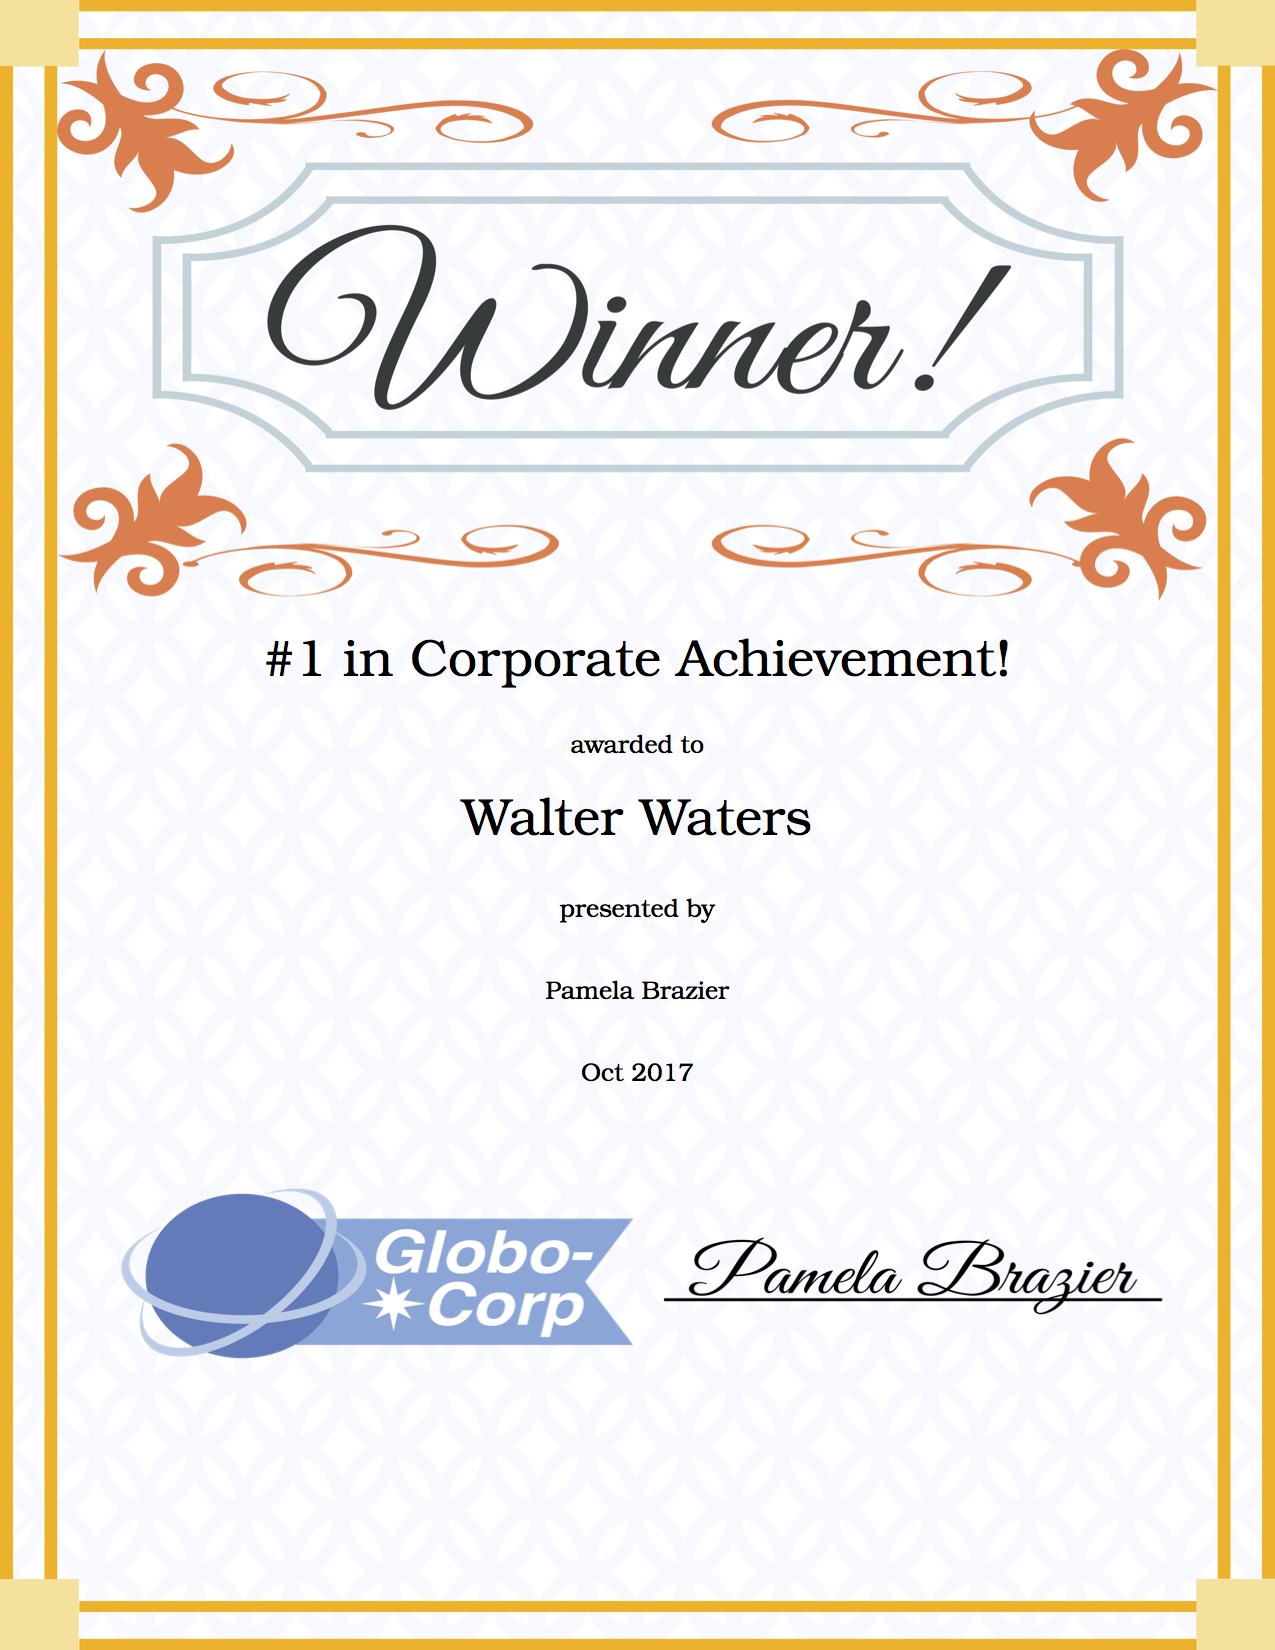 Winner!
#1 in Corporate Achievement!
awarded to
Walter Waters
presented by
Pamela Brazier
Oct 2017
Globo-
Corp
Pamela Brazier